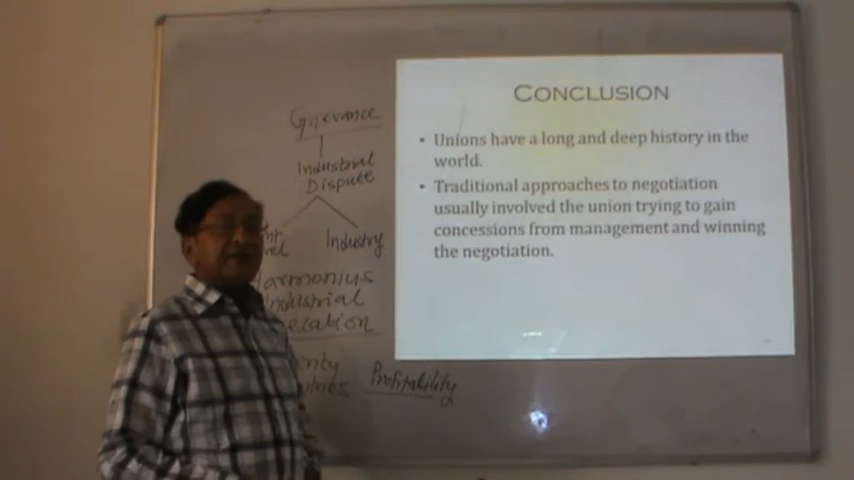 Grievance
Industrial
Dispute
Industry
Harmonius
Industrial
Profitability
CONCLUSION
• Unions have a long and deep history in the
world.
• Traditional approaches to negotiation
usually involved the union trying to gain
concessions from management and winning
the negotiation.